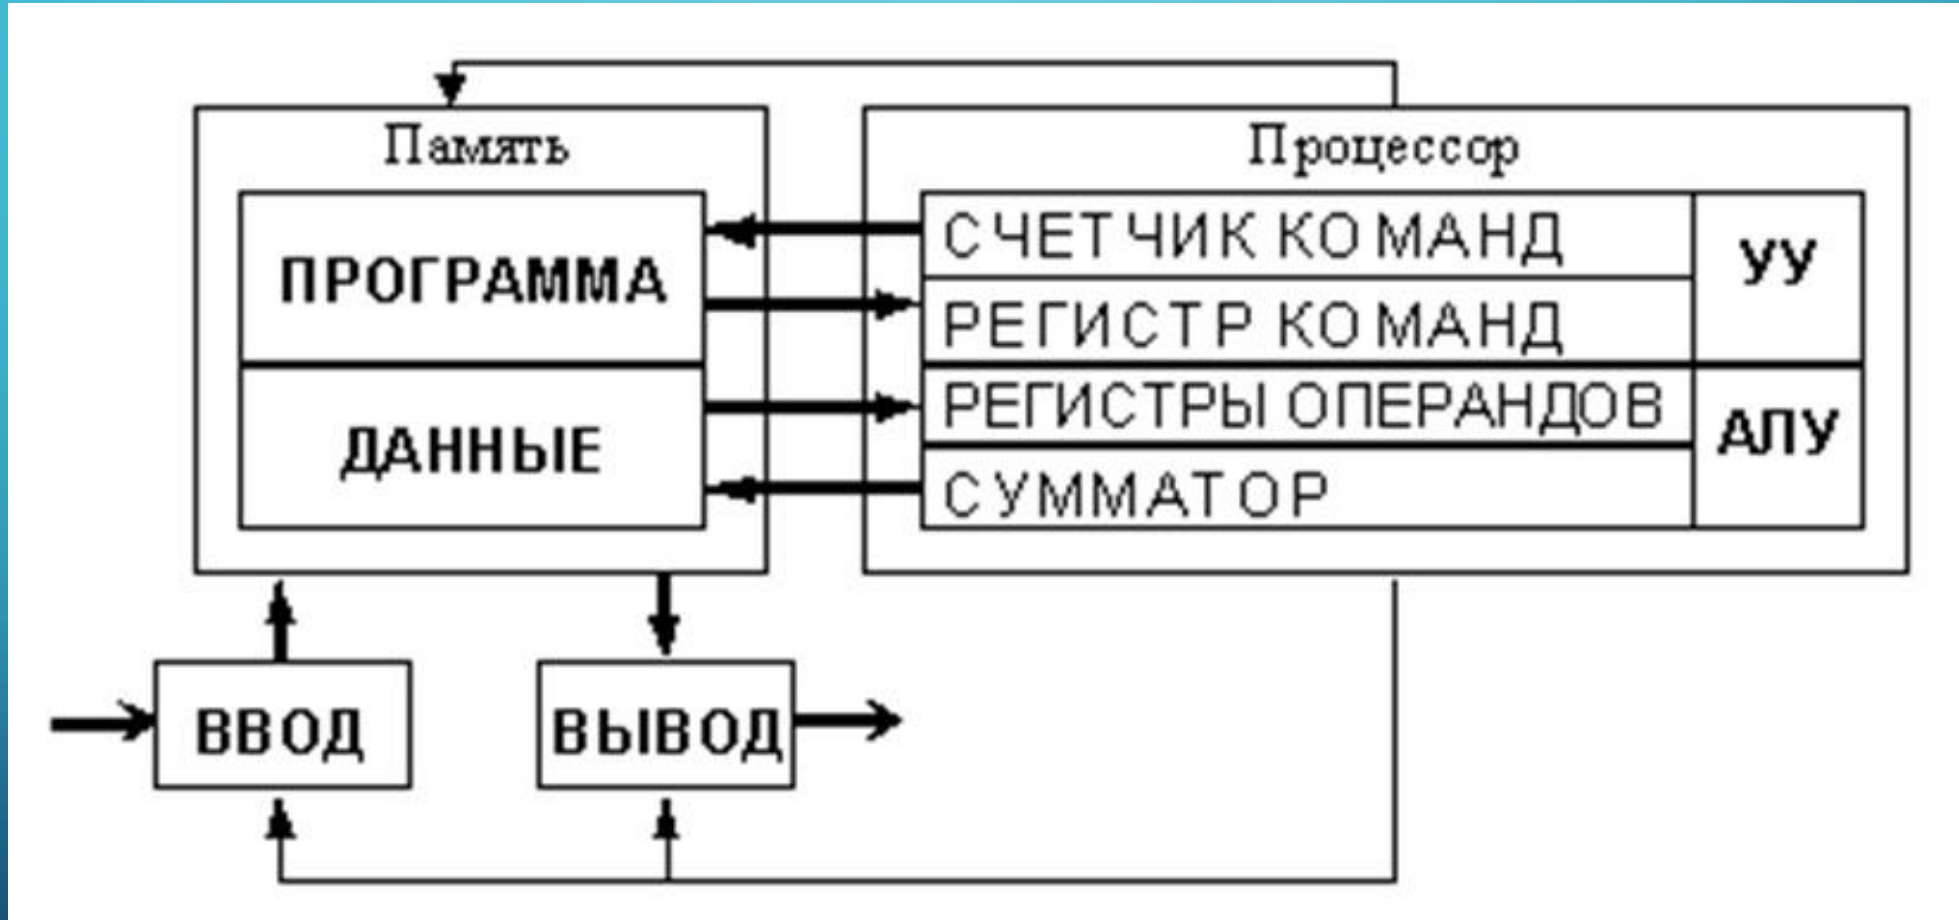 Память
Процессор
ПРОГРАММА
СЧЕТЧИК КОМАНД
УУ
РЕГИСТР КОМАНД
ДАННЫЕ
РЕГИСТРЫ ОПЕРАНДОВ
АЛУ
СУММАТОР
ВВОД
ВЫВОД